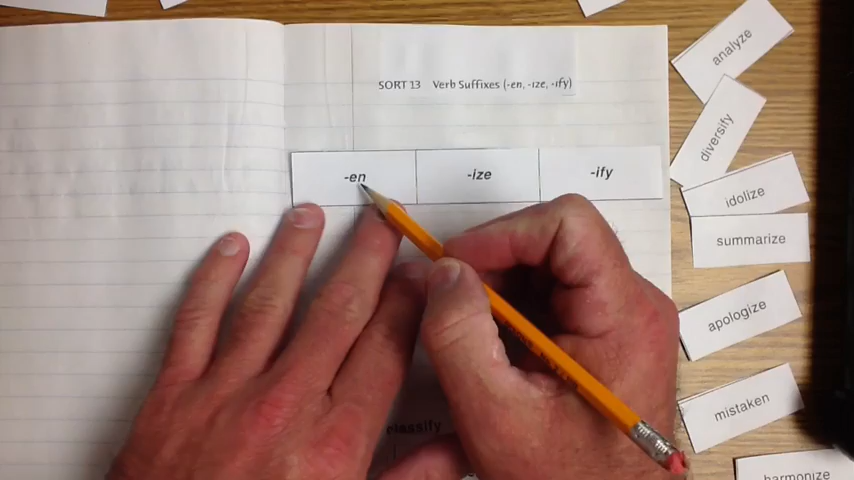 SORT 13 Verb Suffixes (-en, -ize, -ify)
-en -ize -ify
analyze
diversify
idolize
summarize
apologize
mistaken
harmonize
classify